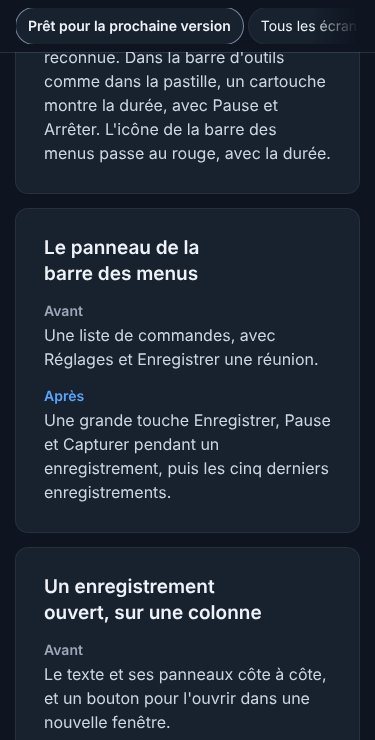 Prêt pour la prochaine version
Tous les écran
reconnue. Dans la barre d'outils
comme dans la pastille, un cartouche
montre la durée, avec Pause et
Arrêter. L'icône de la barre des
menus passe au rouge, avec la durée.
Le panneau de la
barre des menus
Avant
Une liste de commandes, avec
Réglages et Enregistrer une réunion.
Après
Une grande touche Enregistrer, Pause
et Capturer pendant un
enregistrement, puis les cinq derniers
enregistrements.
Un enregistrement
ouvert, sur une colonne
Avant
Le texte et ses panneaux côte à côte,
et un bouton pour l'ouvrir dans une
nouvelle fenêtre.